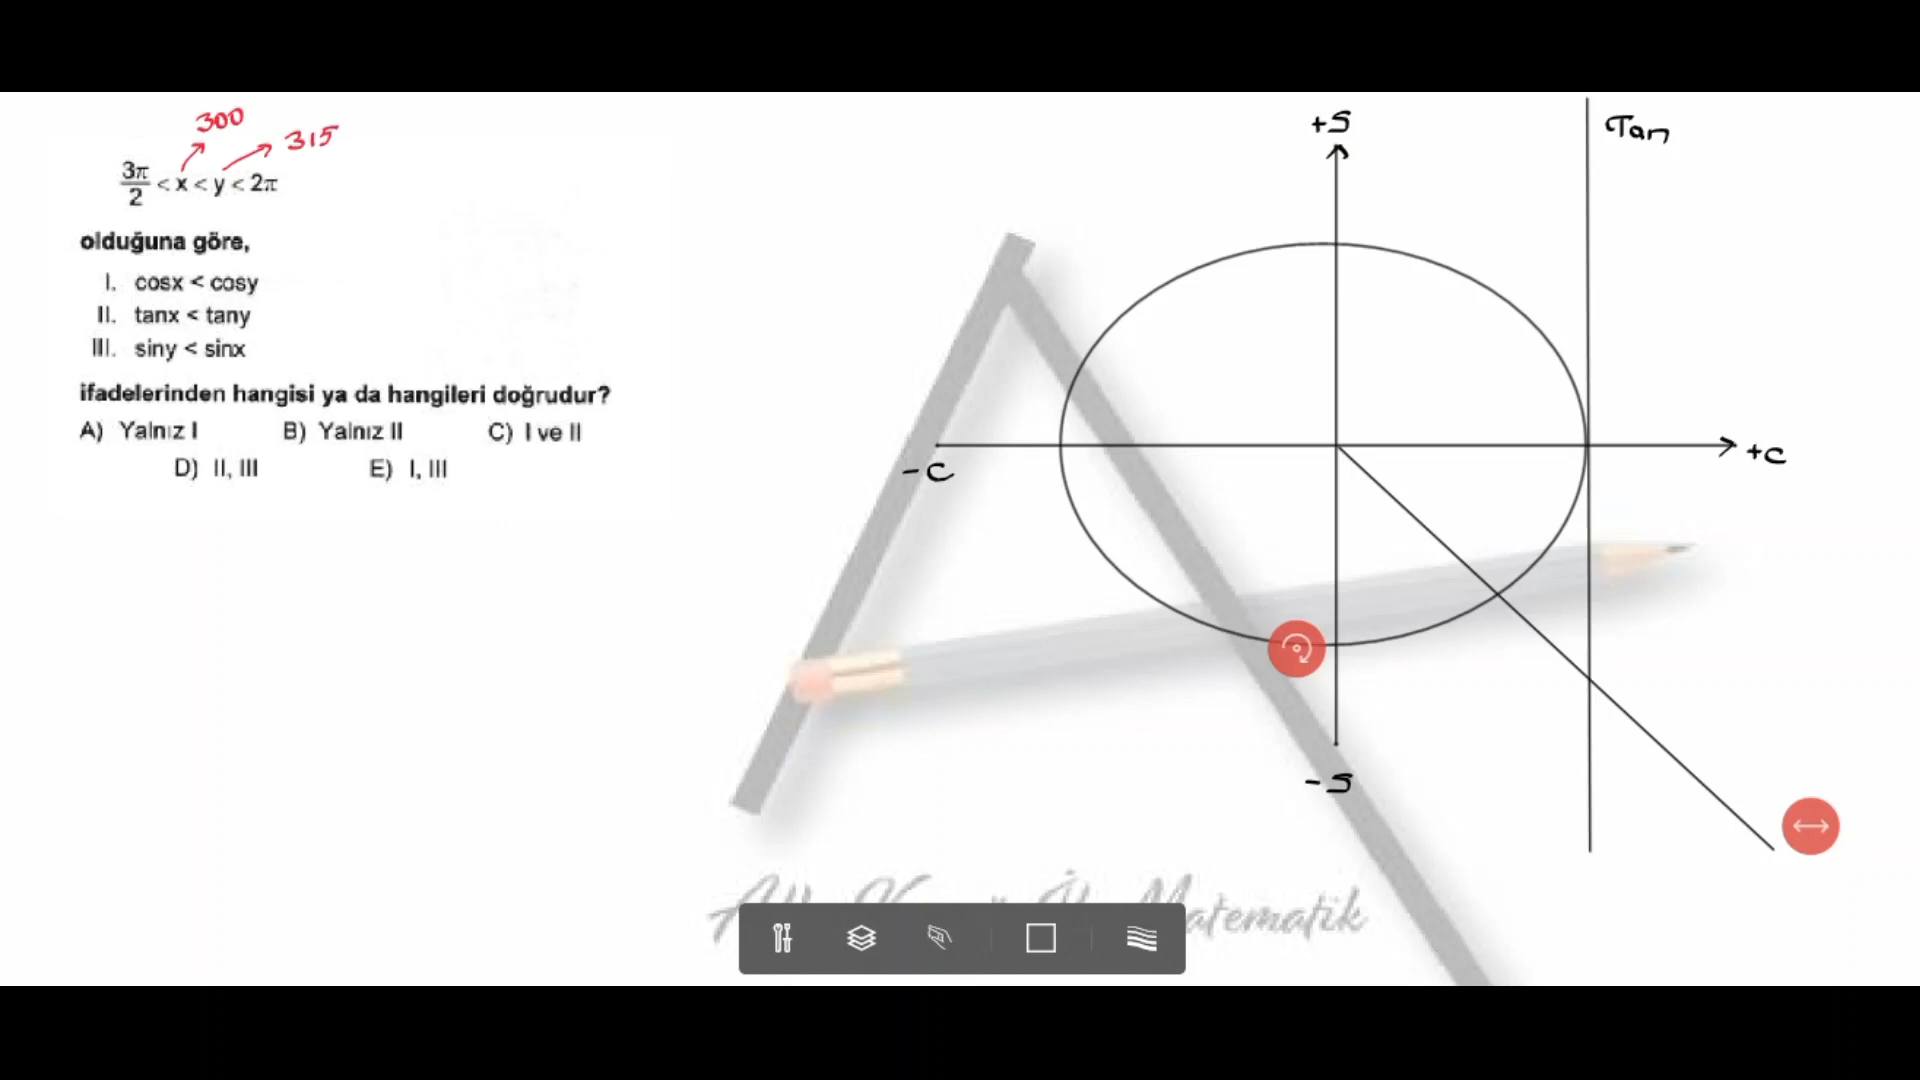 300
315
3π/2 < x < y < 2π
olduğuna göre,
I. cosx < cosy
II. tanx < tany
III. siny < sinx
ifadelerinden hangisi ya da hangileri doğrudur?
A) Yalnız I B) Yalnız II C) I ve II
D) II, III E) I, III
+S
Tan
-C
+C
-S
Matematik